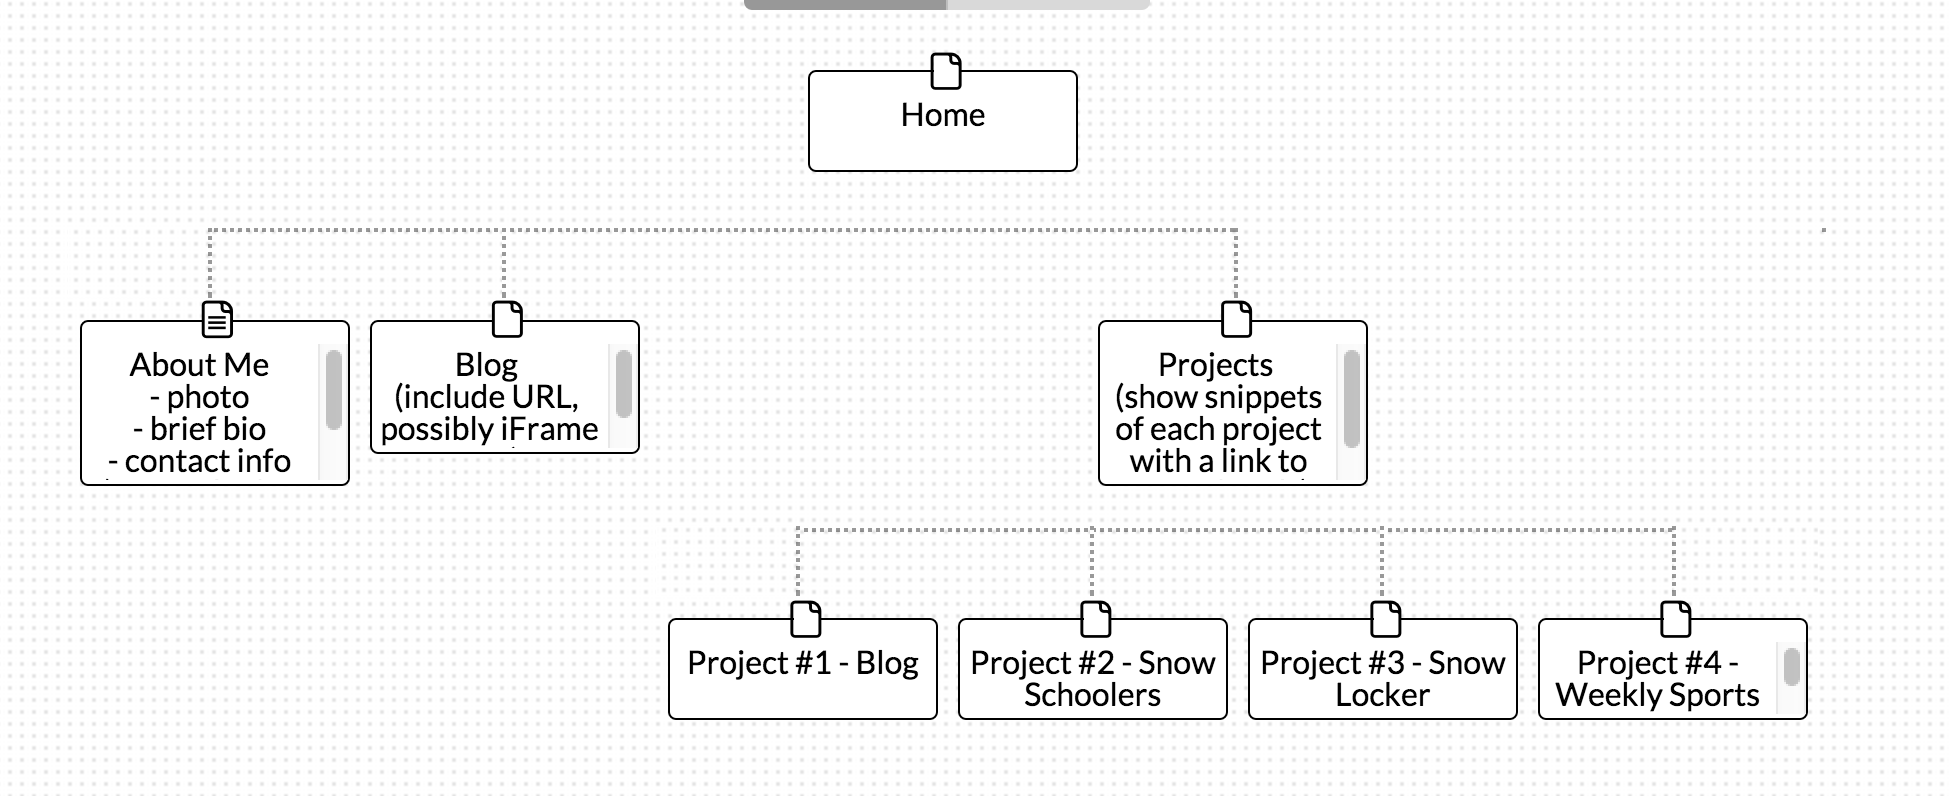 Home
About Me
- photo
- brief bio
- contact info
Blog
(include URL,
possibly iFrame
Projects
(show snippets
of each project
with a link to
Project #1 - Blog
Project #2 - Snow
Schoolers
Project #3 - Snow
Locker
Project #4 -
Weekly Sports